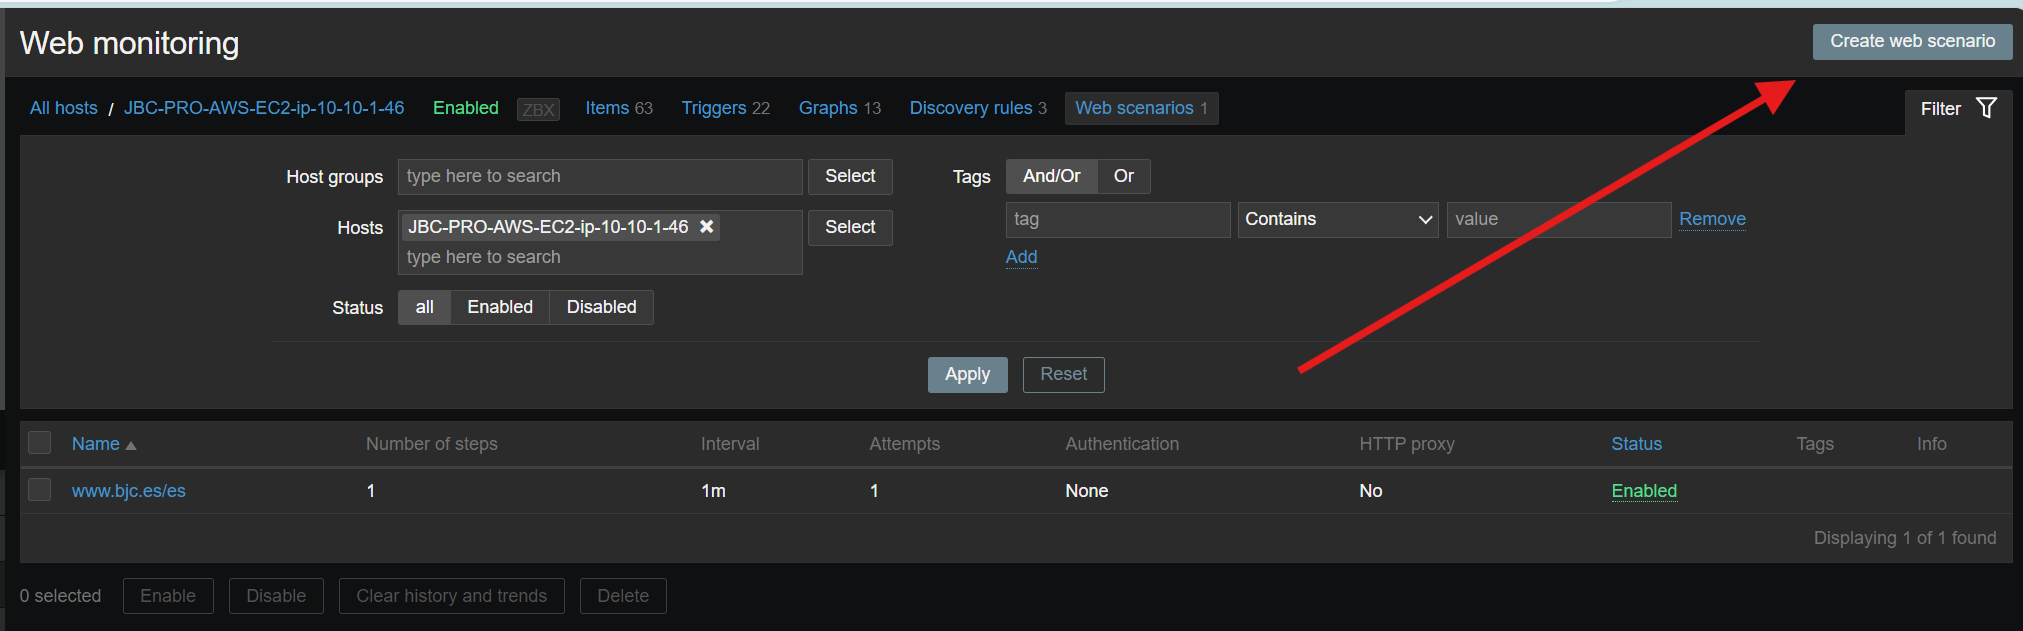 Web monitoring
Create web scenario
All hosts / JBC-PRO-AWS-EC2-ip-10-10-1-46 Enabled ZBX Items 63 Triggers 22 Graphs 13 Discovery rules 3 Web scenarios 1
Filter
Host groups type here to search Select
Tags And/Or Or
Hosts JBC-PRO-AWS-EC2-ip-10-10-1-46 Select
type here to search
tag Contains value Remove
Add
Status all Enabled Disabled
Apply Reset
Name Number of steps Interval Attempts Authentication HTTP proxy Status Tags Info
www.bjc.es/es 1 1m 1 None No Enabled
Displaying 1 of 1 found
0 selected Enable Disable Clear history and trends Delete